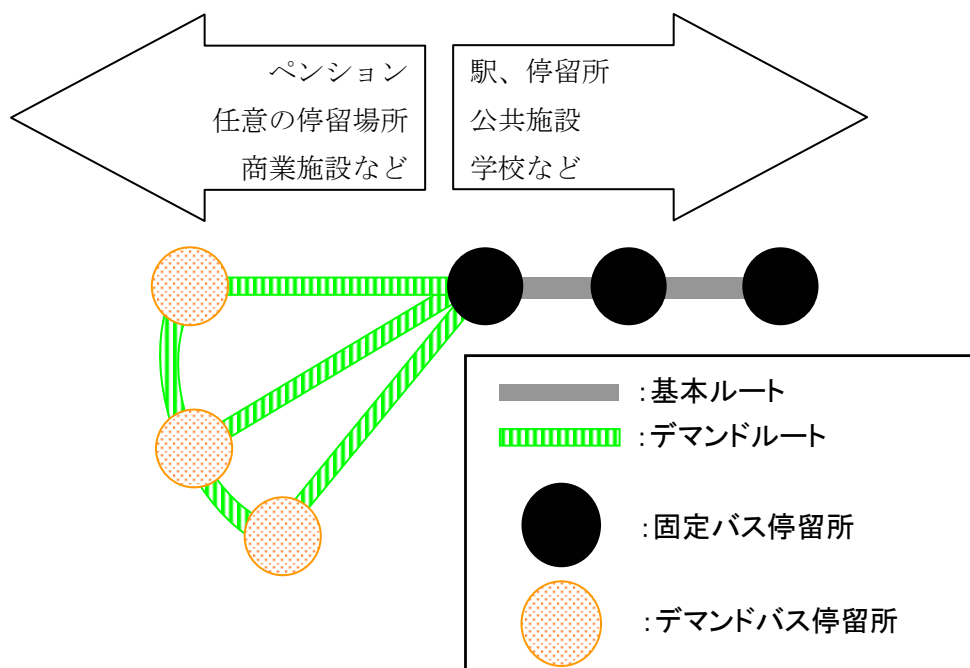 ペンション
任意の停留場所
商業施設など
駅、停留所
公共施設
学校など
:基本ルート
:デマンドルート
:固定バス停留所
:デマンドバス停留所